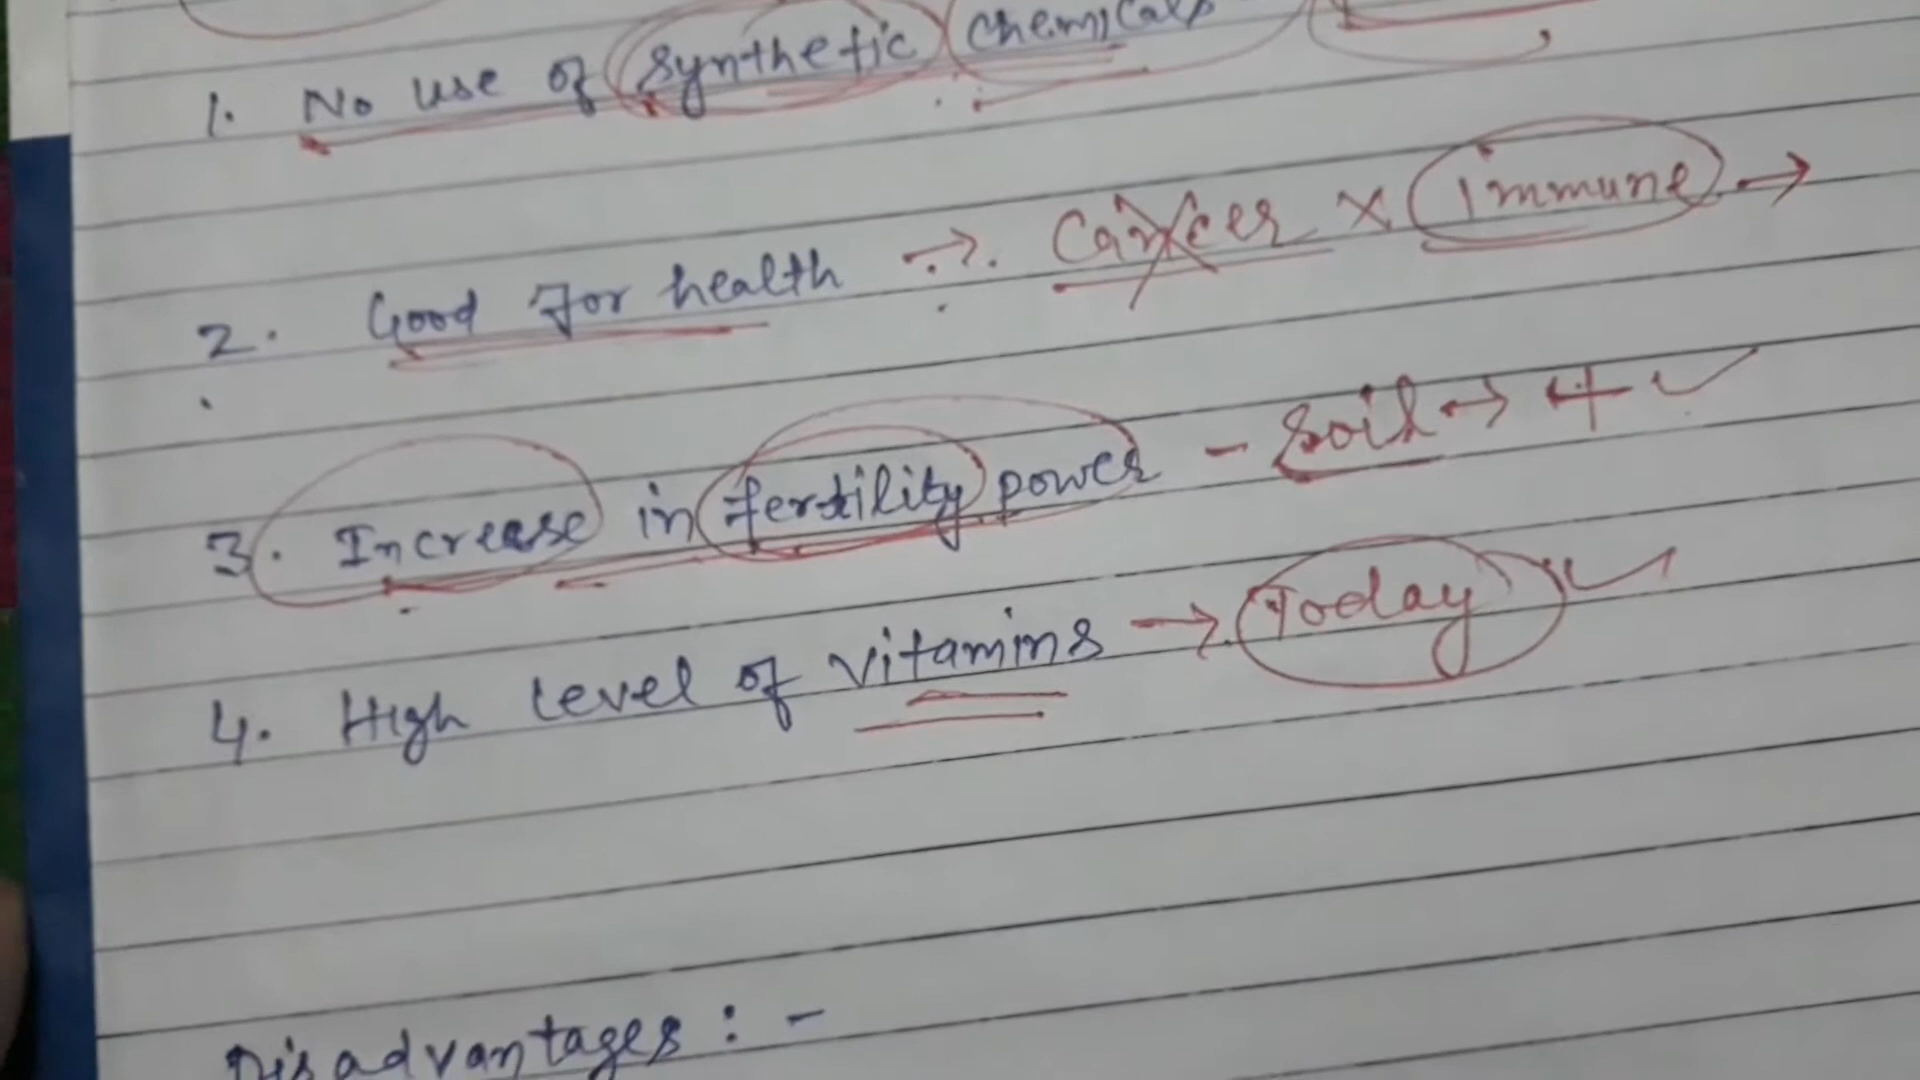 1. No use of synthetic chemicals
2. Good for health → Cancer × immune →
3. Increase in fertility power - Soil → + ✓
4. High level of vitamins → Today ✓
Disadvantages : -